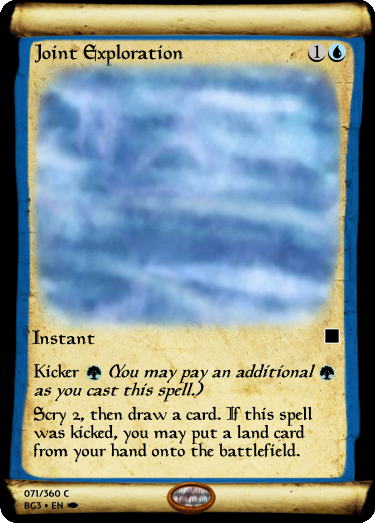 Joint Exploration 1
Instant
Kicker (You may pay an additional
as you cast this spell.)
Scry 2, then draw a card. If this spell
was kicked, you may put a land card
from your hand onto the battlefield.
071/360 C
BG3 • EN